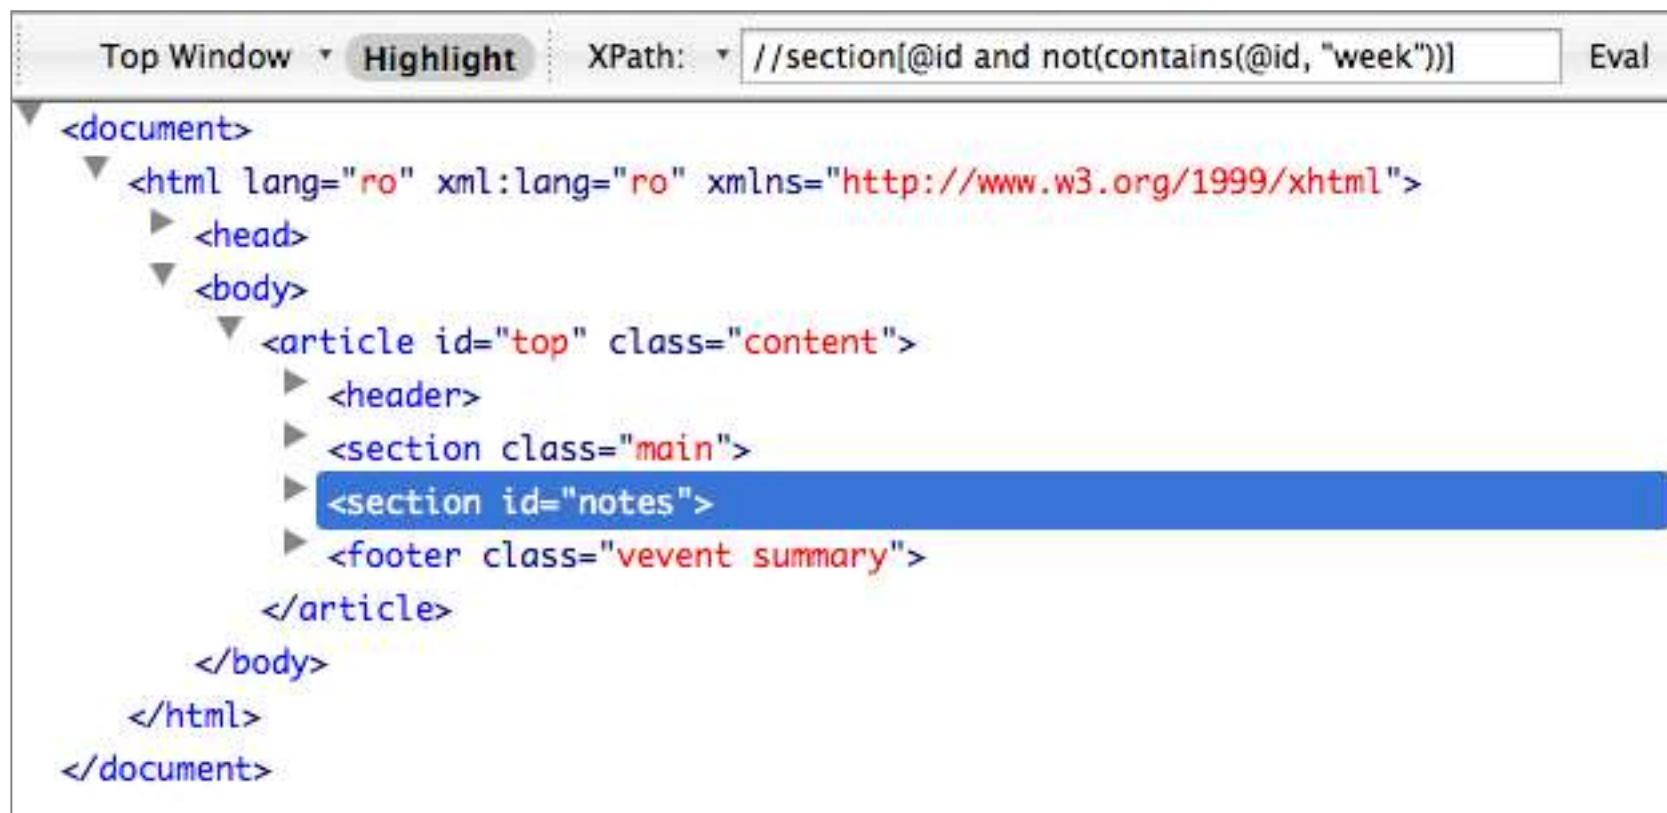 Top Window Highlight XPath: //section[@id and not(contains(@id, "week"))] Eval
<document>
<html lang="ro" xml:lang="ro" xmlns="http://www.w3.org/1999/xhtml">
<head>
<body>
<article id="top" class="content">
<header>
<section class="main">
<section id="notes">
<footer class="vevent summary">
</article>
</body>
</html>
</document>